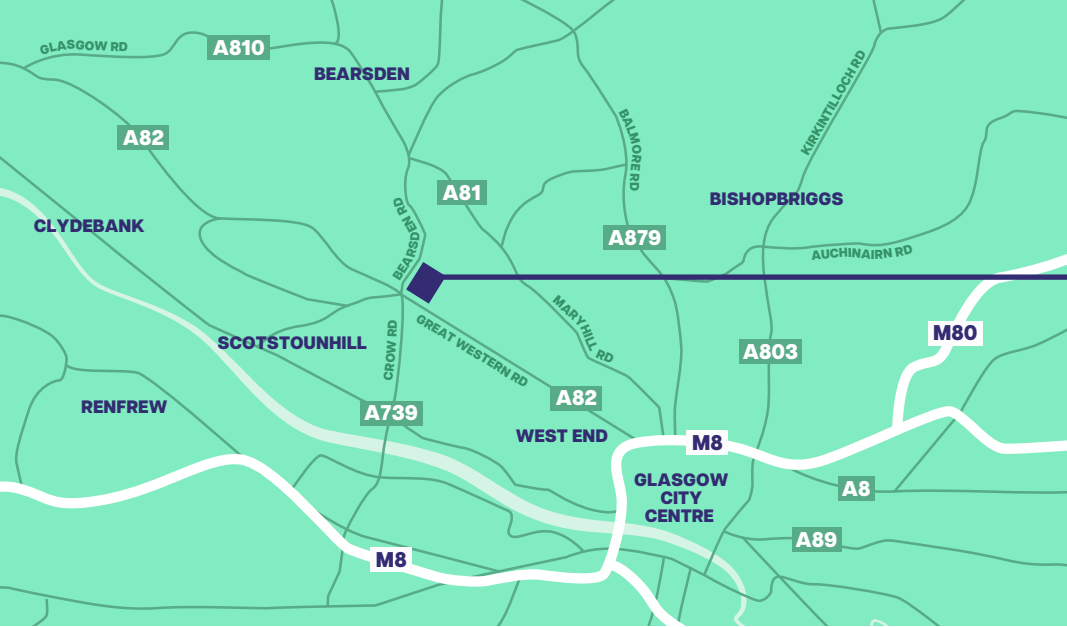 GLASGOW RD
A810
BEARSDEN
A82
KIRKINTILLOCH RD
BALMORE RD
A81
BISHOPBRIGGS
CLYDEBANK
BEARSDEN RD
A879
AUCHINAIRN RD
MARYHILL RD
M80
SCOTSTOUNHILL
CROW RD
GREAT WESTERN RD
A803
RENFREW
A739
A82
WEST END
M8
GLASGOW
CITY
CENTRE
A8
A89
M8